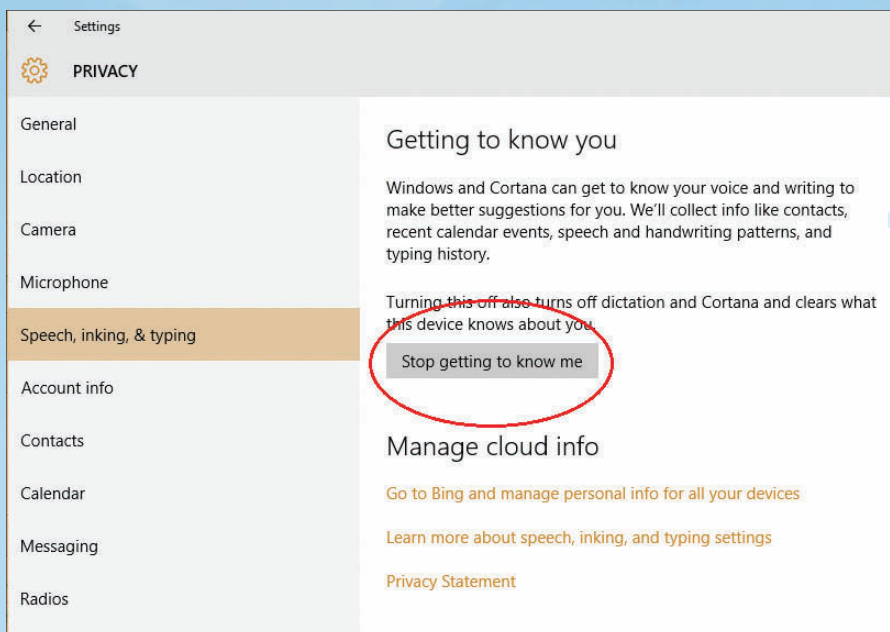 Settings
PRIVACY
General
Location
Camera
Microphone
Speech, inking, & typing
Account info
Contacts
Calendar
Messaging
Radios
Getting to know you
Windows and Cortana can get to know your voice and writing to
make better suggestions for you. We'll collect info like contacts,
recent calendar events, speech and handwriting patterns, and
typing history.
Turning this off also turns off dictation and Cortana and clears what
this device knows about you.
Stop getting to know me
Manage cloud info
Go to Bing and manage personal info for all your devices
Learn more about speech, inking, and typing settings
Privacy Statement